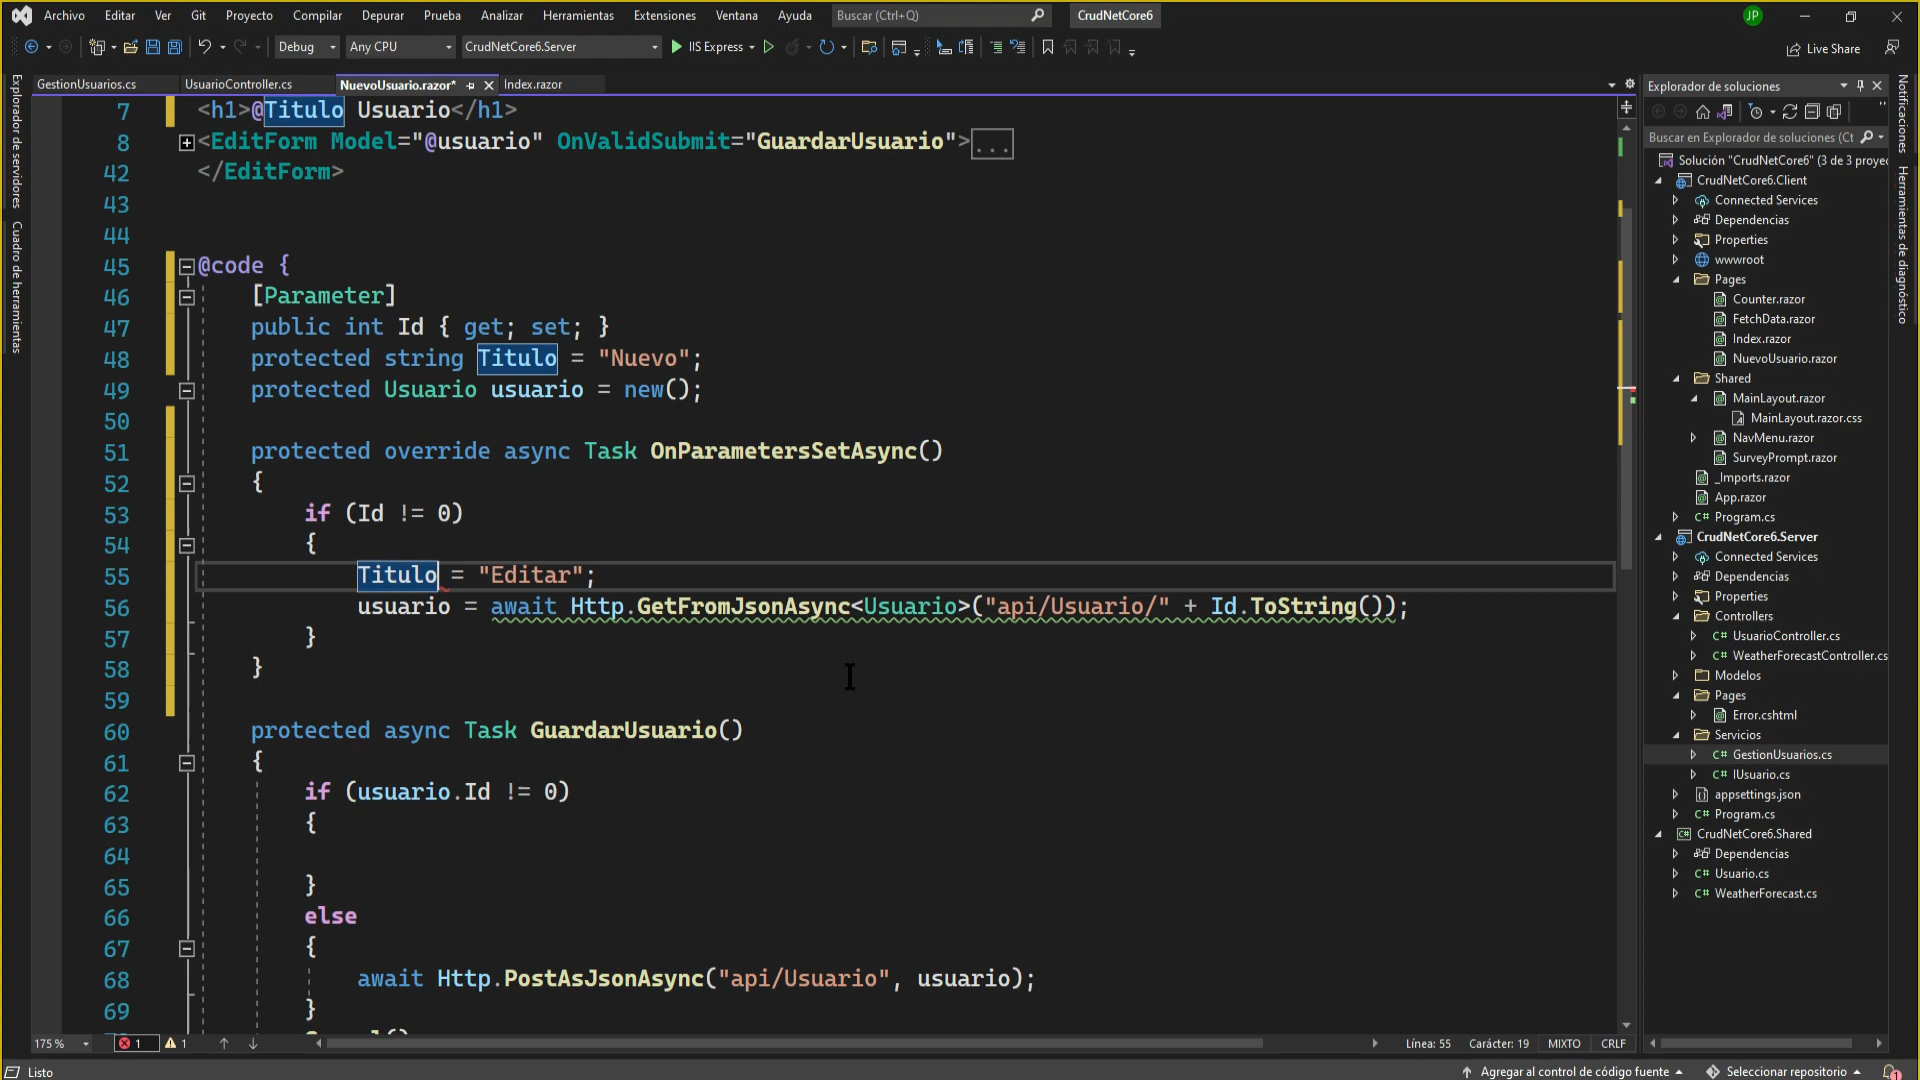 Archivo Editar Ver Git Proyecto Compilar Depurar Prueba Analizar Herramientas Extensiones Ventana Ayuda Buscar (Ctrl+Q) CrudNetCore6 JP
Debug Any CPU CrudNetCore6.Server IIS Express Live Share
GestionUsuarios.cs UsuarioController.cs NuevoUsuario.razor* Index.razor
Explorador de servidores
Cuadro de herramientas
7 <h1>@Titulo Usuario</h1>
8 <EditForm Model="@usuario" OnValidSubmit="GuardarUsuario">...
42 </EditForm>
43
44
45 @code {
46 [Parameter]
47 public int Id { get; set; }
48 protected string Titulo = "Nuevo";
49 protected Usuario usuario = new();
50
51 protected override async Task OnParametersSetAsync()
52 {
53 if (Id != 0)
54 {
55 Titulo = "Editar";
56 usuario = await Http.GetFromJsonAsync<Usuario>("api/Usuario/" + Id.ToString());
57 }
58 }
59
60 protected async Task GuardarUsuario()
61 {
62 if (usuario.Id != 0)
63 {
64
65 }
66 else
67 {
68 await Http.PostAsJsonAsync("api/Usuario", usuario);
69 }
175 % 1 1 Línea: 55 Carácter: 19 MIXTO CRLF
Explorador de soluciones
Buscar en Explorador de soluciones (Ct
Solución "CrudNetCore6" (3 de 3 proye
CrudNetCore6.Client
Connected Services
Dependencias
Properties
wwwroot
Pages
Counter.razor
FetchData.razor
Index.razor
NuevoUsuario.razor
Shared
MainLayout.razor
MainLayout.razor.css
NavMenu.razor
SurveyPrompt.razor
_Imports.razor
App.razor
C# Program.cs
CrudNetCore6.Server
Connected Services
Dependencias
Properties
Controllers
C# UsuarioController.cs
C# WeatherForecastController.cs
Modelos
Pages
Error.cshtml
Servicios
C# GestionUsuarios.cs
C# IUsuario.cs
appsettings.json
C# Program.cs
C# CrudNetCore6.Shared
Dependencias
C# Usuario.cs
C# WeatherForecast.cs
Notificaciones
Herramientas de diagnóstico
Listo Agregar al control de código fuente Seleccionar repositorio 1